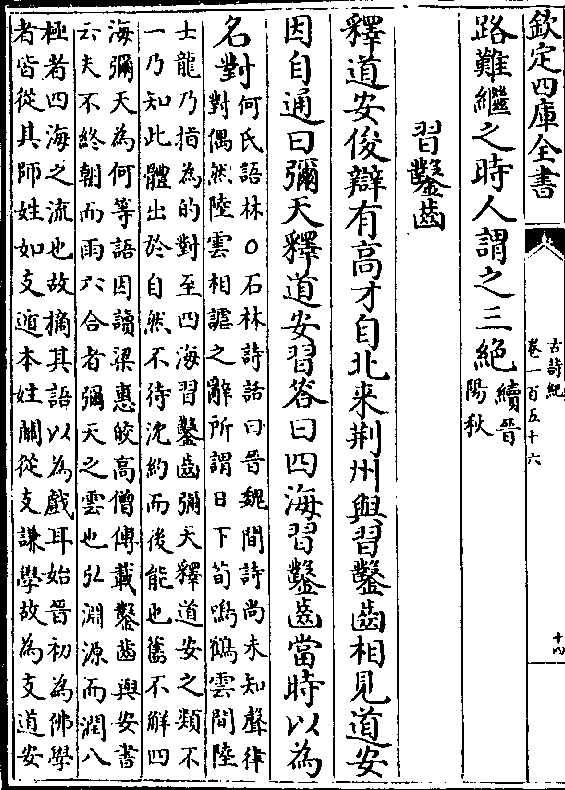 欽定四庫全書
古詩紀
卷一百五十六
十四
路難繼之時人謂之三絶續晉
陽秋
習鑿齒
釋道安俊辯有高才自北來荆州與習鑿齒相見道安
因自通曰彌天釋道安習答曰四海習鑿齒當時以為
名對何氏語林○石林詩話曰晉魏間詩尚未知聲律
對偶然陸雲相謔之辭所謂日下荀鳴鶴雲間陸
士龍乃指為的對至四海習鑿齒彌天釋道安之類不
一乃知此體出於自然不待沈約而後能也舊不解四
海彌天為何等語因讀梁惠皎高僧傳載鑿齒與安書
云夫不終朝而雨六合者彌天之雲也弘淵源而潤八
極者四海之流也故摘其語以為戲耳始晉初為佛學
者皆從其師姓如支遁本姓關從支謙學故為支道安